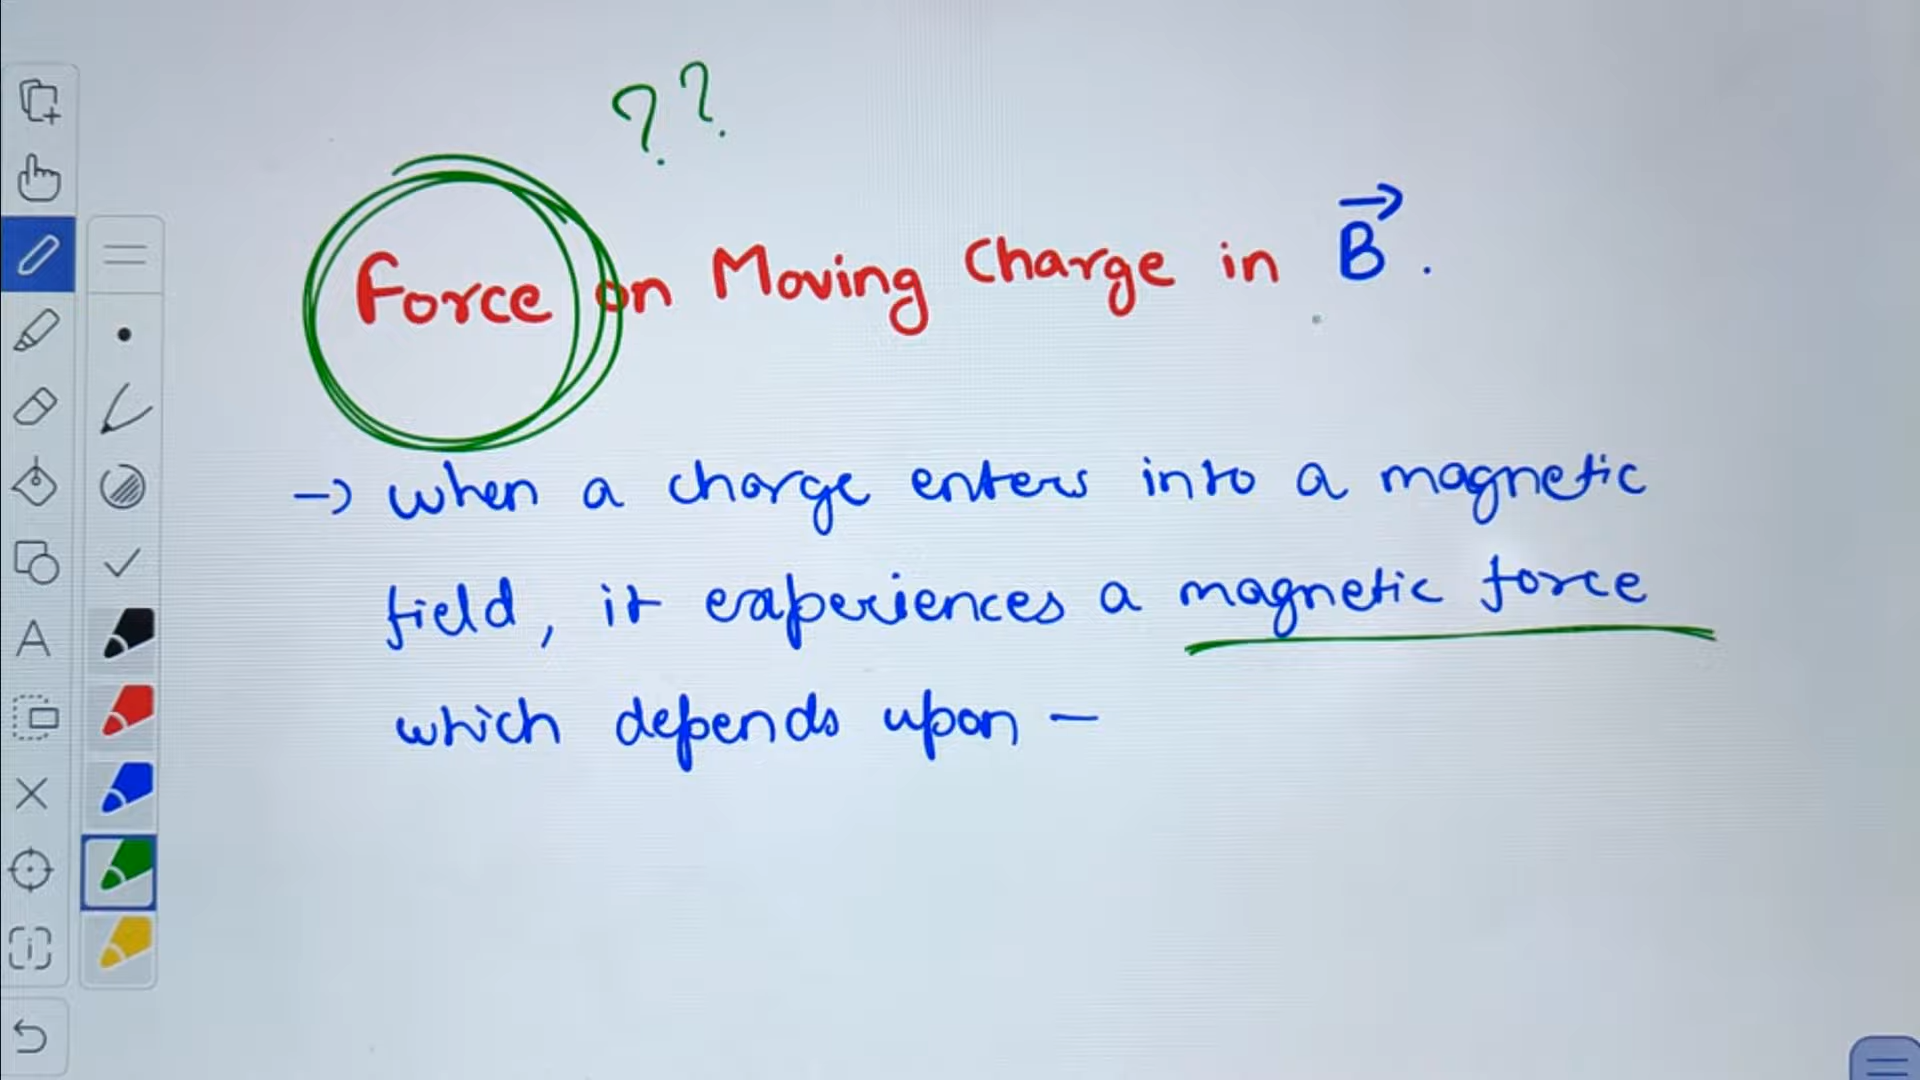 ??
Force on Moving Charge in B⃗.
→ when a charge enters into a magnetic
field, it experiences a magnetic force
which depends upon —
A